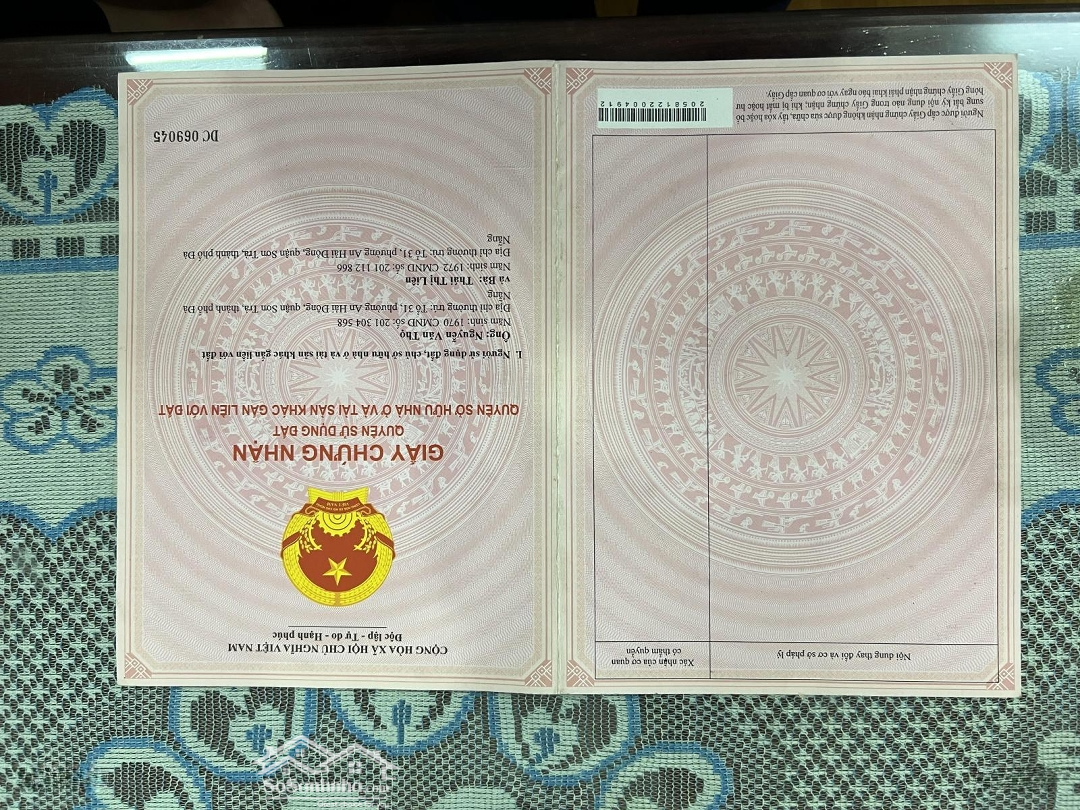 CỘNG HÒA XÃ HỘI CHỦ NGHĨA VIỆT NAM
Độc lập - Tự do - Hạnh phúc
GIẤY CHỨNG NHẬN
QUYỀN SỬ DỤNG ĐẤT
QUYỀN SỞ HỮU NHÀ Ở VÀ TÀI SẢN KHÁC GẮN LIỀN VỚI ĐẤT
I. Người sử dụng đất, chủ sở hữu nhà ở và tài sản khác gắn liền với đất
Ông: Nguyễn Văn Thọ
Năm sinh: 1970 CMND số: 201 304 568
Địa chỉ thường trú: Tổ 31, phường An Hải Đông, quận Sơn Trà, thành phố Đà
Nẵng
và Bà: Thái Thị Liên
Năm sinh: 1972 CMND số: 201 112 866
Địa chỉ thường trú: Tổ 31, phường An Hải Đông, quận Sơn Trà, thành phố Đà
Nẵng
DC 069045
Nội dung thay đổi và cơ sở pháp lý
Xác nhận của cơ quan
có thẩm quyền
Người được cấp Giấy chứng nhận không được sửa chữa, tẩy xóa hoặc bổ
sung bất kỳ nội dung nào trong Giấy chứng nhận; khi bị mất hoặc hư
hỏng Giấy chứng nhận phải khai báo ngay với cơ quan cấp Giấy.
2058122004912